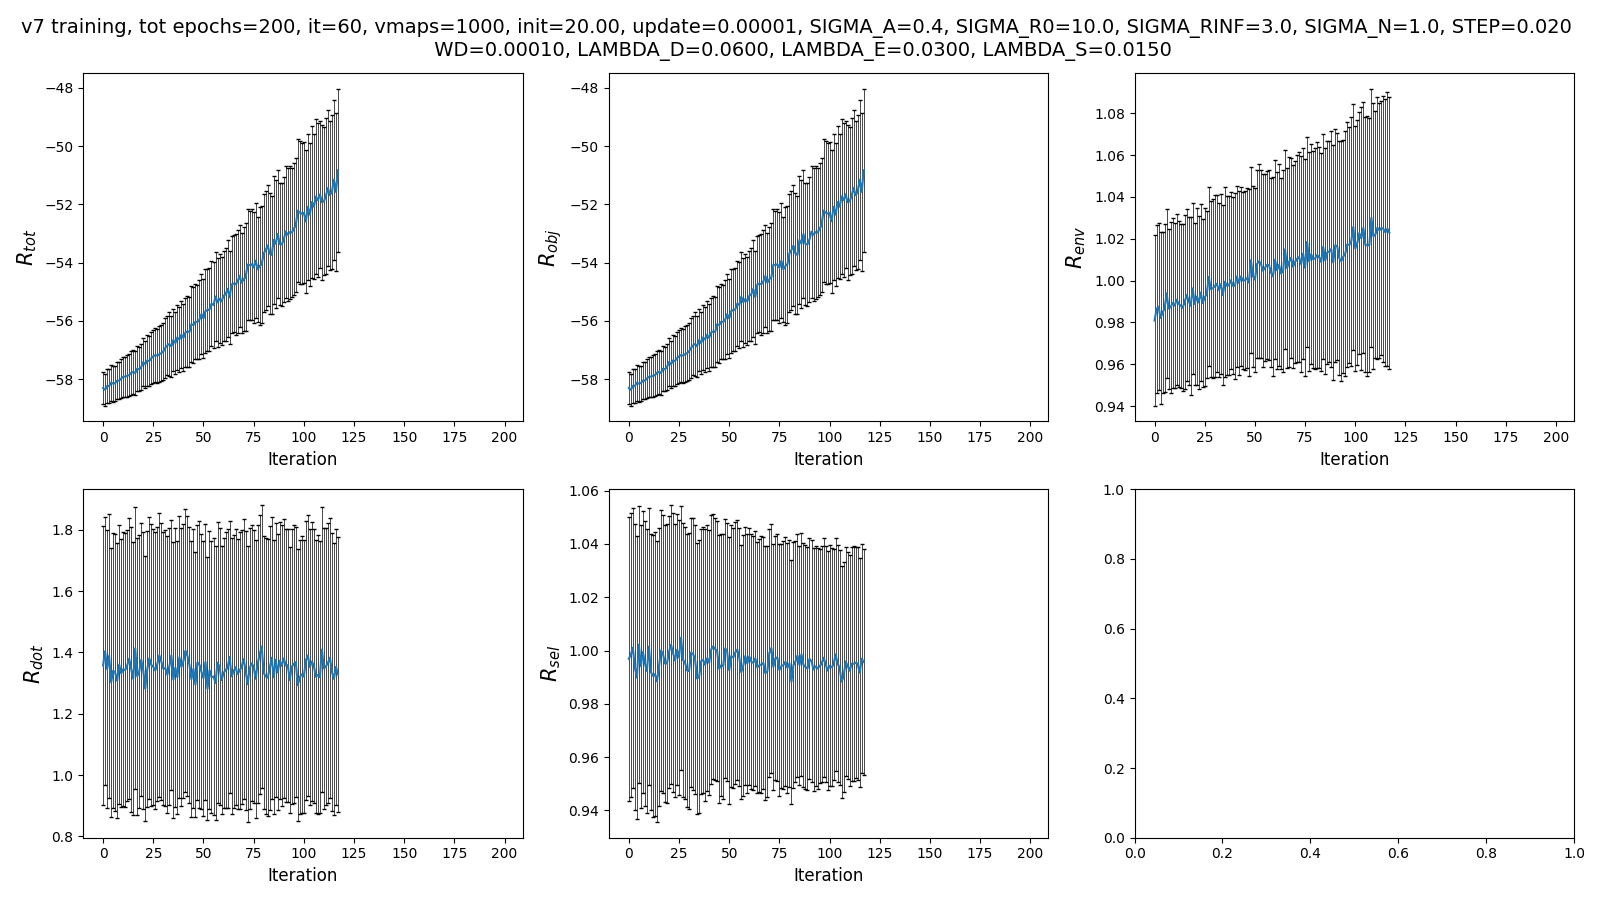 v7 training, tot epochs=200, it=60, vmaps=1000, init=20.00, update=0.00001, SIGMA_A=0.4, SIGMA_R0=10.0, SIGMA_RINF=3.0, SIGMA_N=1.0, STEP=0.020
WD=0.00010, LAMBDA_D=0.0600, LAMBDA_E=0.0300, LAMBDA_S=0.0150
R_tot
−48
−50
−52
−54
−56
−58
0 25 50 75 100 125 150 175 200
Iteration
R_obj
−48
−50
−52
−54
−56
−58
0 25 50 75 100 125 150 175 200
Iteration
R_env
1.08
1.06
1.04
1.02
1.00
0.98
0.96
0.94
0 25 50 75 100 125 150 175 200
Iteration
R_dot
1.8
1.6
1.4
1.2
1.0
0.8
0 25 50 75 100 125 150 175 200
Iteration
R_sel
1.06
1.04
1.02
1.00
0.98
0.96
0.94
0 25 50 75 100 125 150 175 200
Iteration
1.0
0.8
0.6
0.4
0.2
0.0
0.0 0.2 0.4 0.6 0.8 1.0